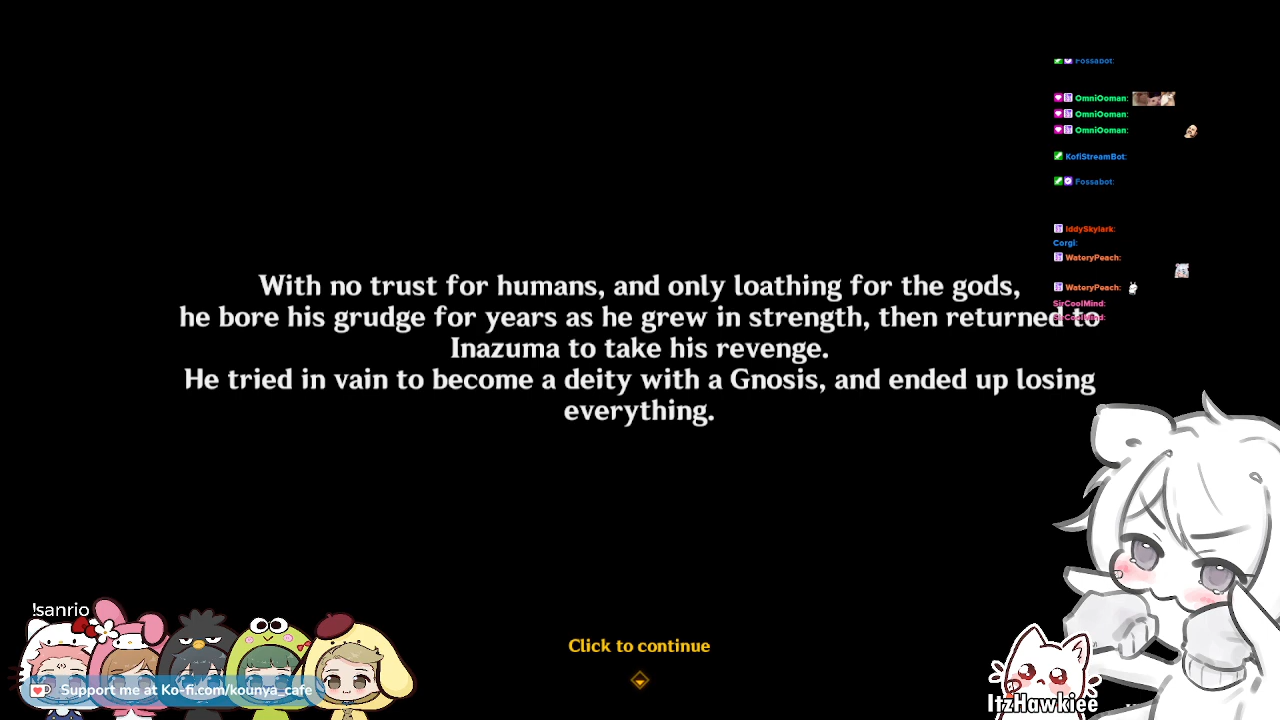 Fossabot:
OmniOoman:
OmniOoman:
OmniOoman:
KofiStreamBot:
Fossabot:
IddySkylark:
Corgi:
WateryPeach:
WateryPeach:
SirCoolMind:
SirCoolMind:
With no trust for humans, and only loathing for the gods,
he bore his grudge for years as he grew in strength, then returned to
Inazuma to take his revenge.
He tried in vain to become a deity with a Gnosis, and ended up losing
everything.
Click to continue
!sanrio
Support me at Ko-fi.com/kounya_cafe
ItzHawkiee